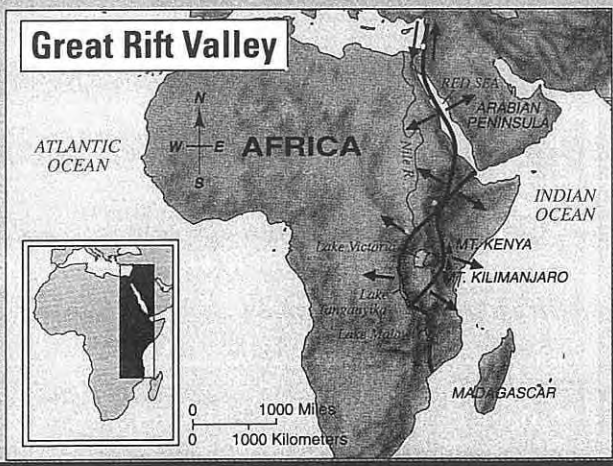 Great Rift Valley
N
W
E
S
ATLANTIC
OCEAN
AFRICA
RED SEA
ARABIAN
PENINSULA
Nile R.
INDIAN
OCEAN
Lake Victoria
MT. KENYA
MT. KILIMANJARO
Lake
Tanganyika
Lake Malawi
MADAGASCAR
0 1000 Miles
0 1000 Kilometers